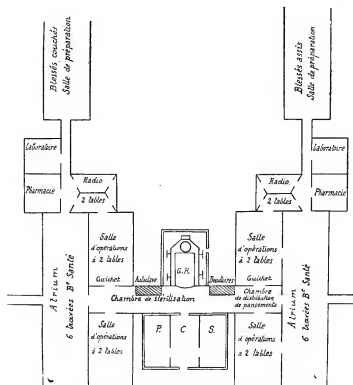 Blessés couchés
Salle de préparation
Blessés assis
Salle de préparation
Laboratoire
Pharmacie
Radio
2 tables
Radio.
2 tables
Laboratoire
Pharmacie
Salle
d'opérations
à 2 tables
Guichet
Autoclave
G.H.
Bouilloires
Salle
d'opérations
à 2 tables
Guichet
Chambre de stérilisation
Chambre
de distribution
de pansements
Atrium
6 travées Be Santé
Atrium
6 travées Be Santé
Salle
d'opérations
à 2 tables
P.
C
S.
Salle
d'opérations
à 2 tables